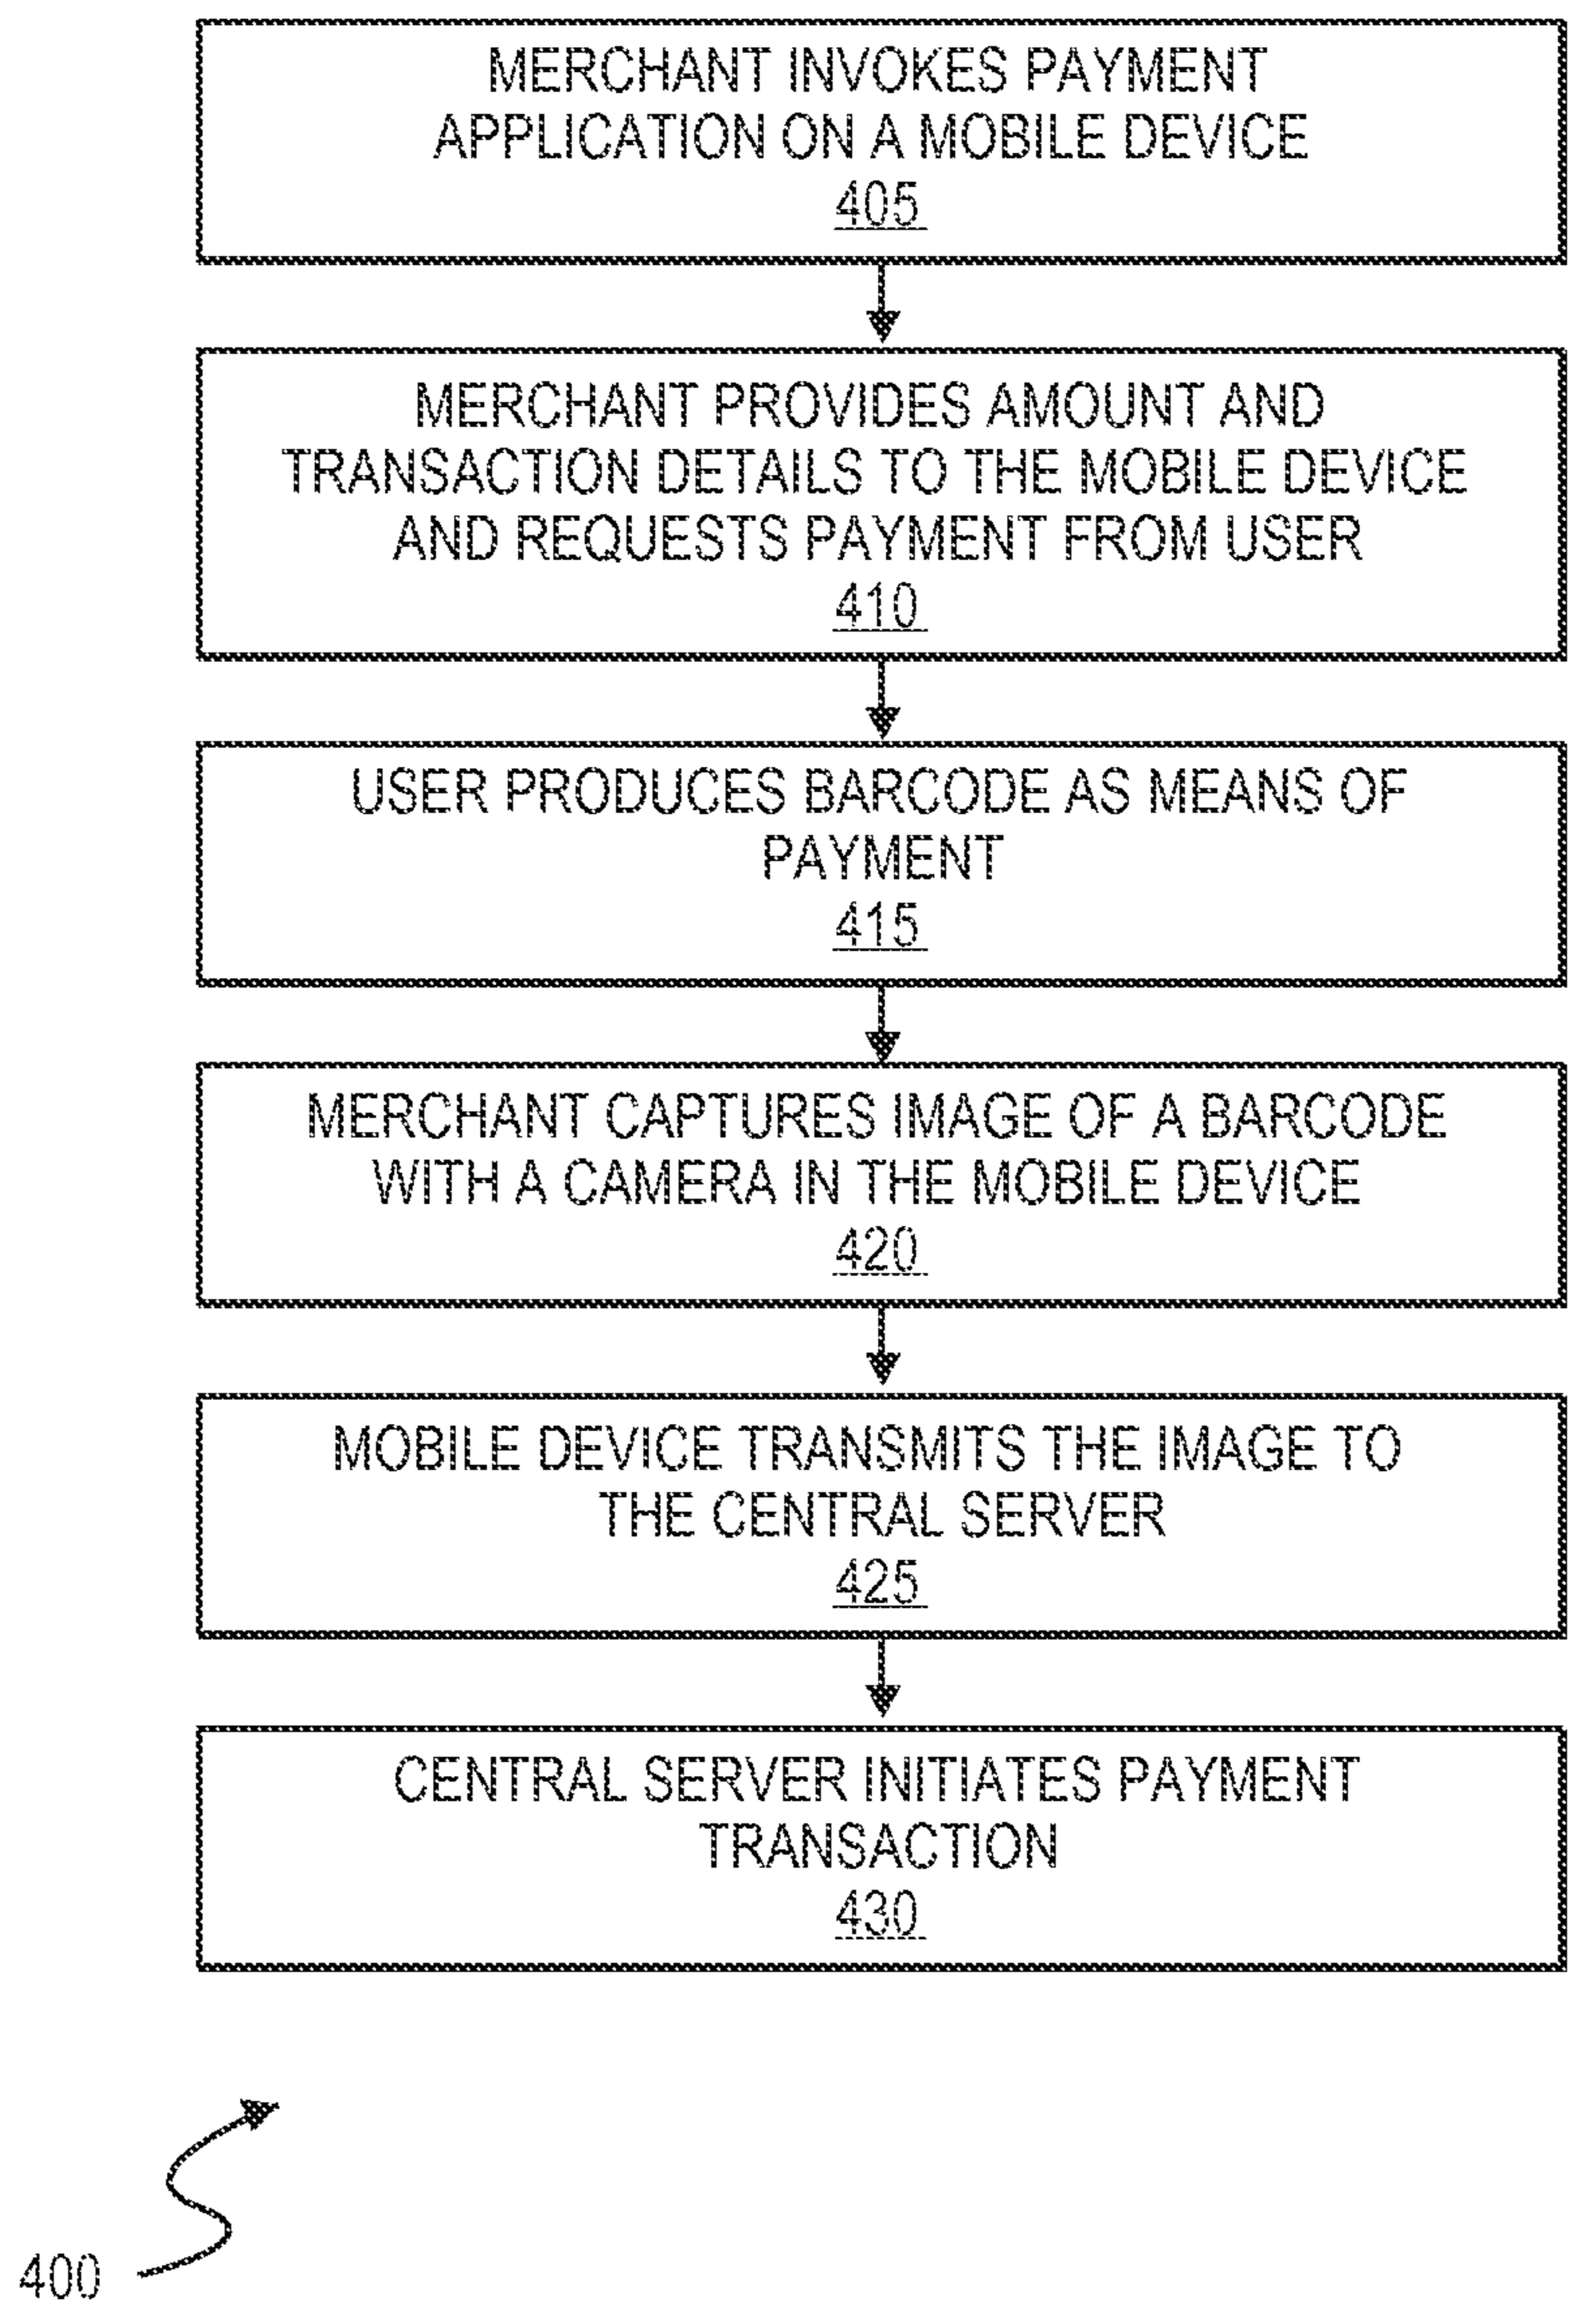 MERCHANT INVOKES PAYMENT
APPLICATION ON A MOBILE DEVICE
405
MERCHANT PROVIDES AMOUNT AND
TRANSACTION DETAILS TO THE MOBILE DEVICE
AND REQUESTS PAYMENT FROM USER
410
USER PRODUCES BARCODE AS MEANS OF
PAYMENT
415
MERCHANT CAPTURES IMAGE OF A BARCODE
WITH A CAMERA IN THE MOBILE DEVICE
420
MOBILE DEVICE TRANSMITS THE IMAGE TO
THE CENTRAL SERVER
425
CENTRAL SERVER INITIATES PAYMENT
TRANSACTION
430
400